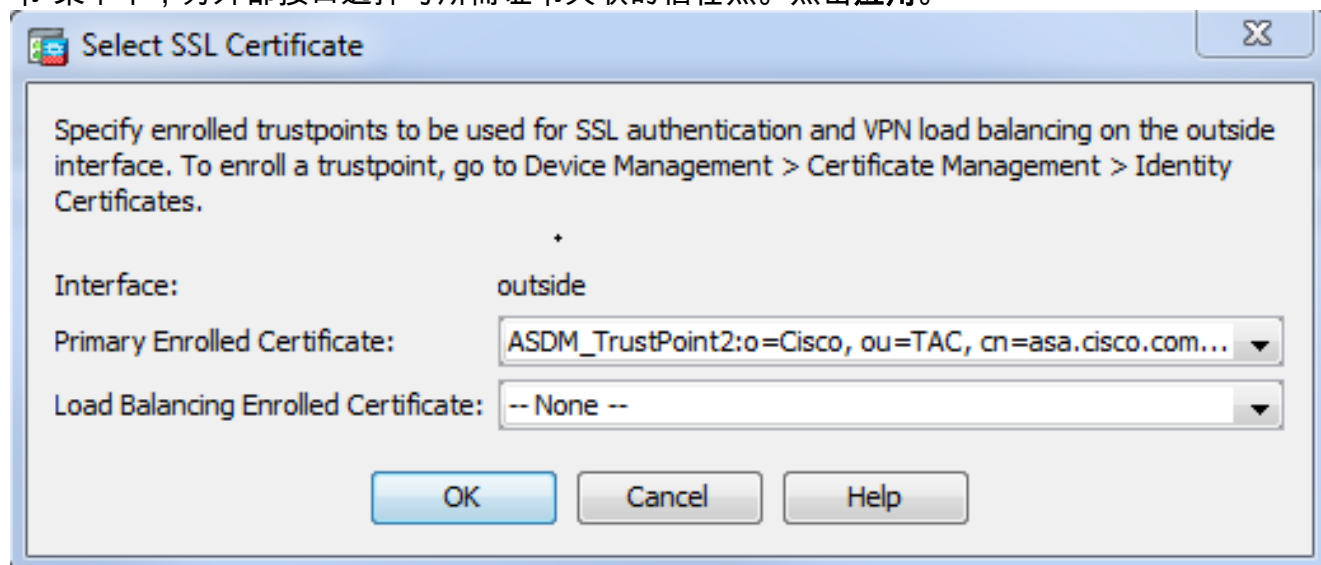 Select SSL Certificate
Specify enrolled trustpoints to be used for SSL authentication and VPN load balancing on the outside
interface. To enroll a trustpoint, go to Device Management > Certificate Management > Identity
Certificates.
Interface: outside
Primary Enrolled Certificate: ASDM_TrustPoint2:o=Cisco, ou=TAC, cn=asa.cisco.com...
Load Balancing Enrolled Certificate: -- None --
OK Cancel Help